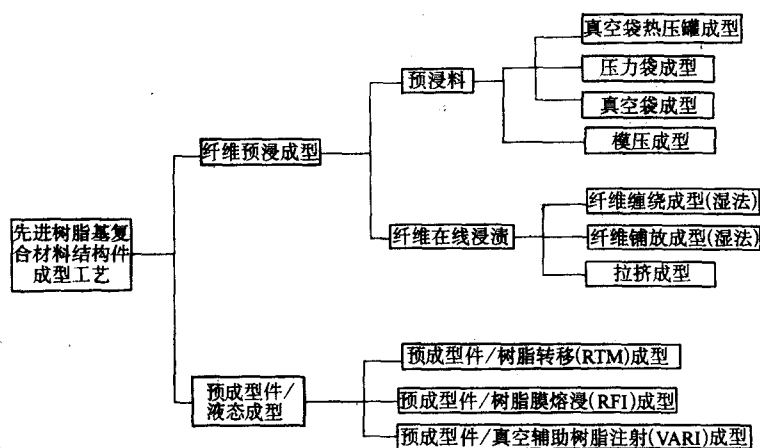 先进树脂基复
合材料结构件
成型工艺
纤维预浸成型
预浸料
真空袋热压罐成型
压力袋成型
真空袋成型
模压成型
纤维在线浸渍
纤维缠绕成型(湿法)
纤维铺放成型(湿法)
拉挤成型
预成型件/
液态成型
预成型件/树脂转移(RTM)成型
预成型件/树脂膜熔浸(RFI)成型
预成型件/真空辅助树脂注射(VARI)成型